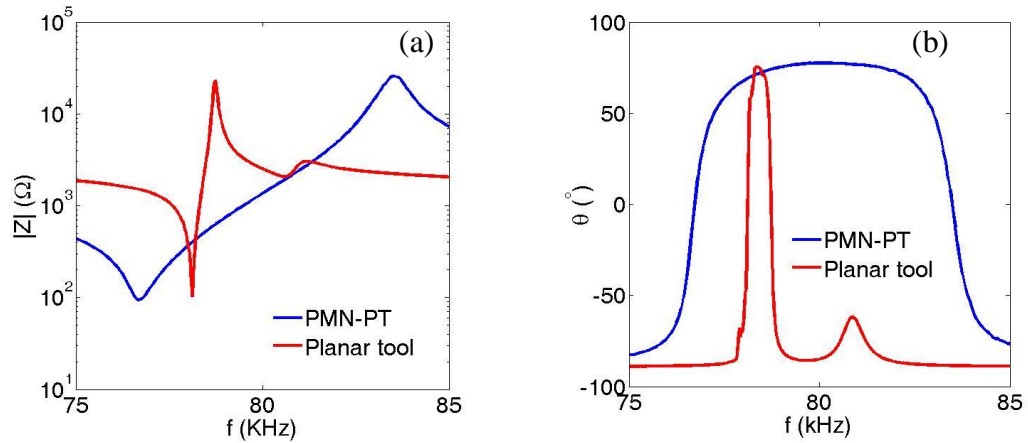 (a)
|Z| (Ω)
10^5
10^4
10^3
10^2
10^1
PMN-PT
Planar tool
75 80 85
f (KHz)
(b)
θ (°)
100
50
0
-50
-100
PMN-PT
Planar tool
75 80 85
f (kHz)